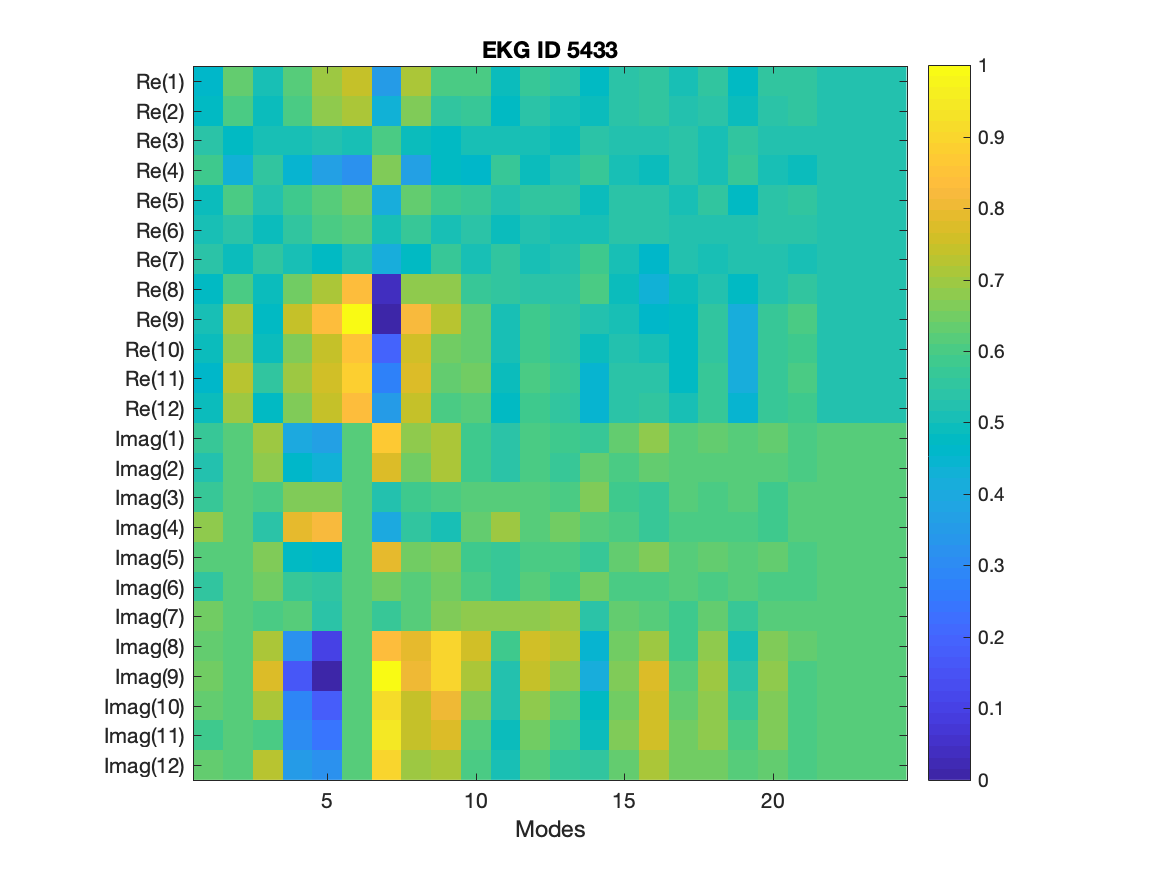 EKG ID 5433
Re(1)
Re(2)
Re(3)
Re(4)
Re(5)
Re(6)
Re(7)
Re(8)
Re(9)
Re(10)
Re(11)
Re(12)
Imag(1)
Imag(2)
Imag(3)
Imag(4)
Imag(5)
Imag(6)
Imag(7)
Imag(8)
Imag(9)
Imag(10)
Imag(11)
Imag(12)
5 10 15 20
Modes
1
0.9
0.8
0.7
0.6
0.5
0.4
0.3
0.2
0.1
0